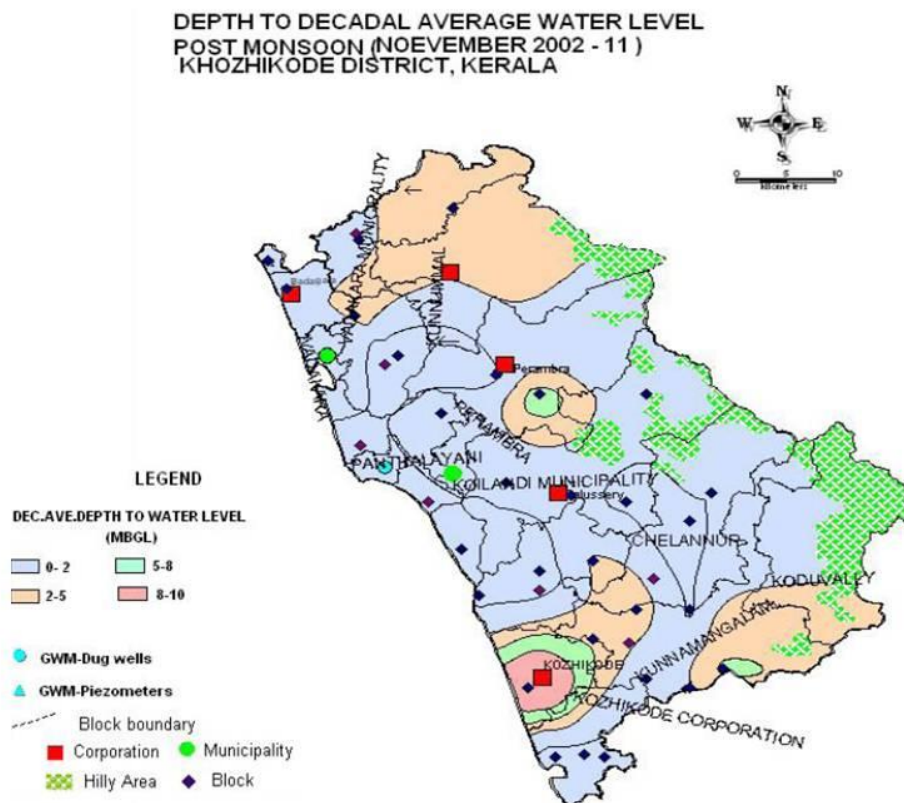 DEPTH TO DECADAL AVERAGE WATER LEVEL
POST MONSOON (NOEVEMBER 2002 - 11 )
KHOZHIKODE DISTRICT, KERALA
N
W E
S
0 5 10
kilometers
VADAKARA MUNICIPALITY
KUNNUMMAL
Perambra
PERAMBRA
PANTHALAYANI
KOILANDI MUNICIPALITY
CHELANNUR
KODUVALLY
KUNNAMANGALAM
KOZHIKODE
KOZHIKODE CORPORATION
LEGEND
DEC.AVE.DEPTH TO WATER LEVEL
(MBGL)
0- 2 5-8
2-5 8-10
GWM-Dug wells
GWM-Piezometers
Block boundary
Corporation Municipality
Hilly Area Block